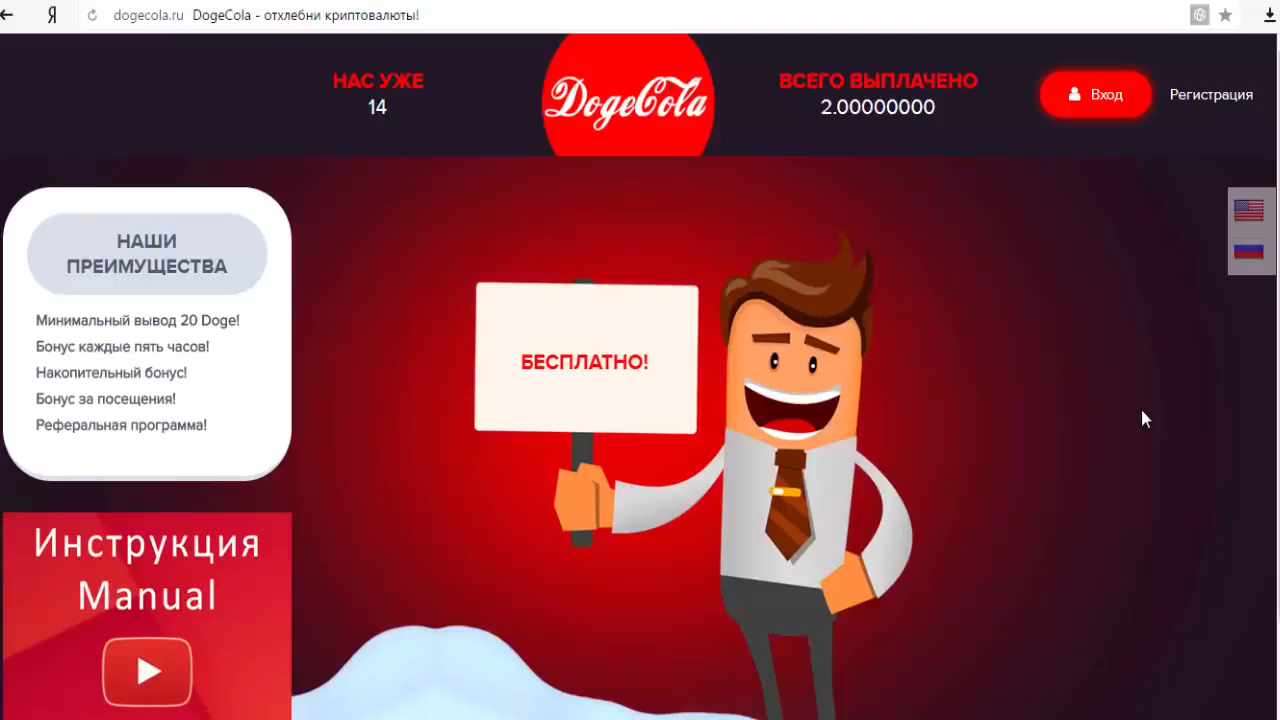 dogecola.ru DogeCola - отхлебни криптовалюты!
НАС УЖЕ
14
DogeCola
ВСЕГО ВЫПЛАЧЕНО
2.00000000
Вход
Регистрация
НАШИ
ПРЕИМУЩЕСТВА
Минимальный вывод 20 Doge!
Бонус каждые пять часов!
Накопительный бонус!
Бонус за посещения!
Реферальная программа!
БЕСПЛАТНО!
Инструкция
Manual